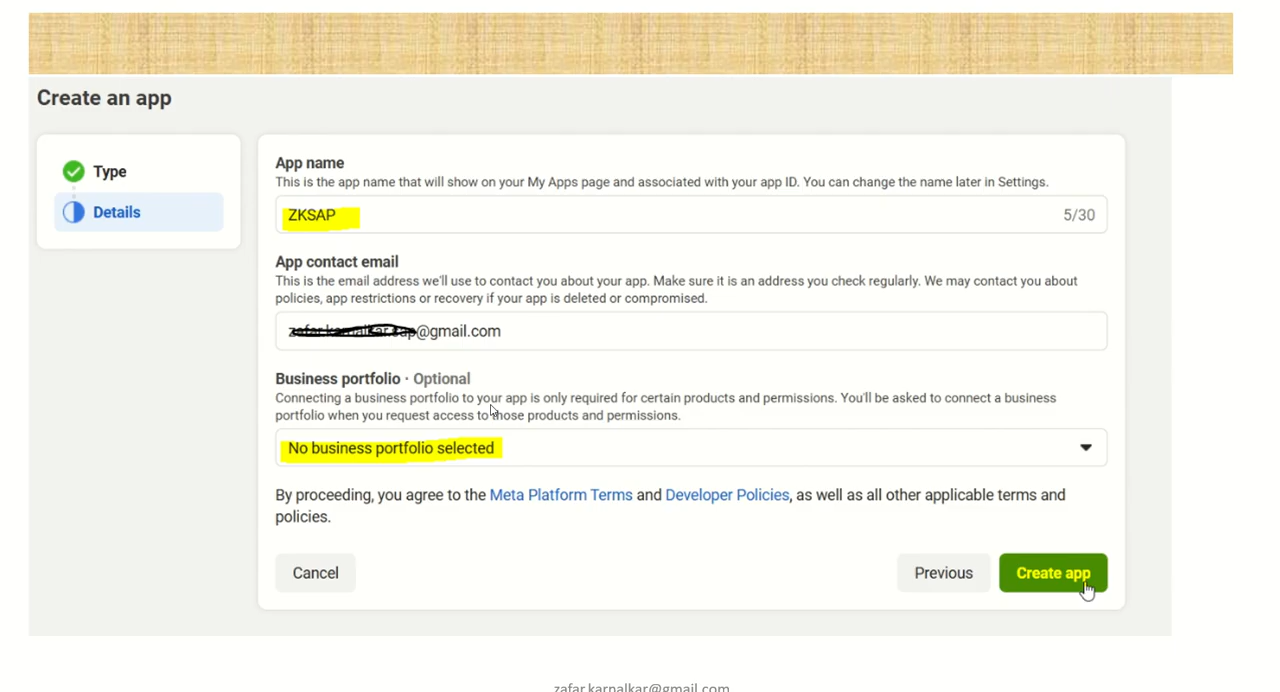 Create an app
Type
Details
App name
This is the app name that will show on your My Apps page and associated with your app ID. You can change the name later in Settings.
ZKSAP
5/30
App contact email
This is the email address we'll use to contact you about your app. Make sure it is an address you check regularly. We may contact you about
policies, app restrictions or recovery if your app is deleted or compromised.
@gmail.com
Business portfolio · Optional
Connecting a business portfolio to your app is only required for certain products and permissions. You'll be asked to connect a business
portfolio when you request access to those products and permissions.
No business portfolio selected
By proceeding, you agree to the Meta Platform Terms and Developer Policies, as well as all other applicable terms and
policies.
Cancel
Previous
Create app
zafar.karnalkar@gmail.com